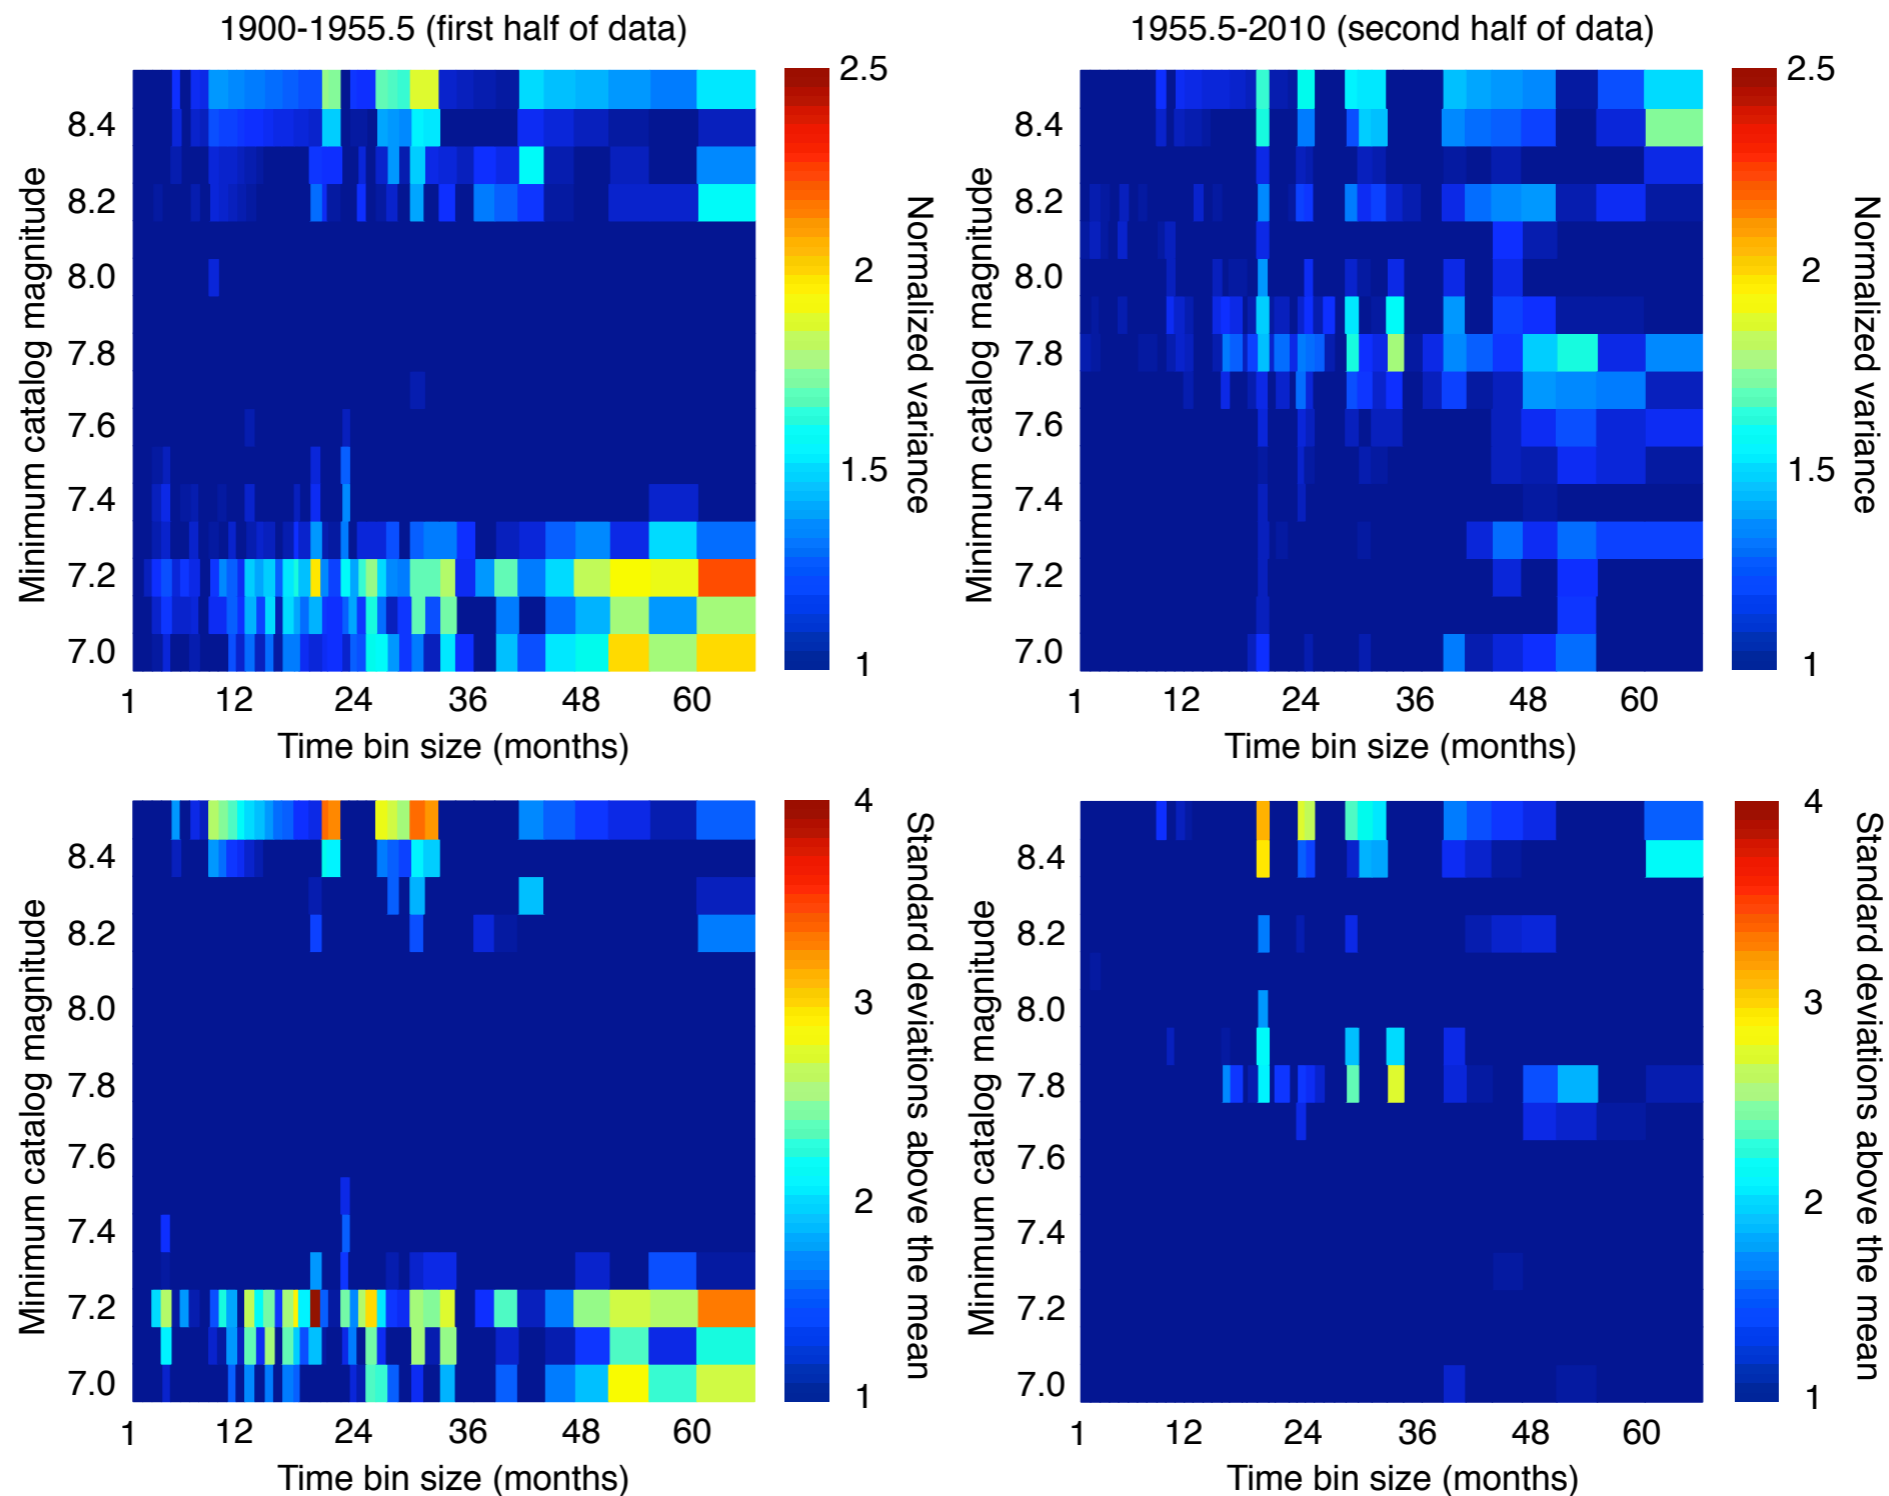 1900-1955.5 (first half of data)
1955.5-2010 (second half of data)
Minimum catalog magnitude
8.4
8.2
8.0
7.8
7.6
7.4
7.2
7.0
1 12 24 36 48 60
Time bin size (months)
2.5
2
1.5
1
Normalized variance
Minimum catalog magnitude
8.4
8.2
8.0
7.8
7.6
7.4
7.2
7.0
1 12 24 36 48 60
Time bin size (months)
2.5
2
1.5
1
Normalized variance
Minimum catalog magnitude
8.4
8.2
8.0
7.8
7.6
7.4
7.2
7.0
1 12 24 36 48 60
Time bin size (months)
4
3
2
1
Standard deviations above the mean
Minimum catalog magnitude
8.4
8.2
8.0
7.8
7.6
7.4
7.2
7.0
1 12 24 36 48 60
Time bin size (months)
4
3
2
1
Standard deviations above the mean